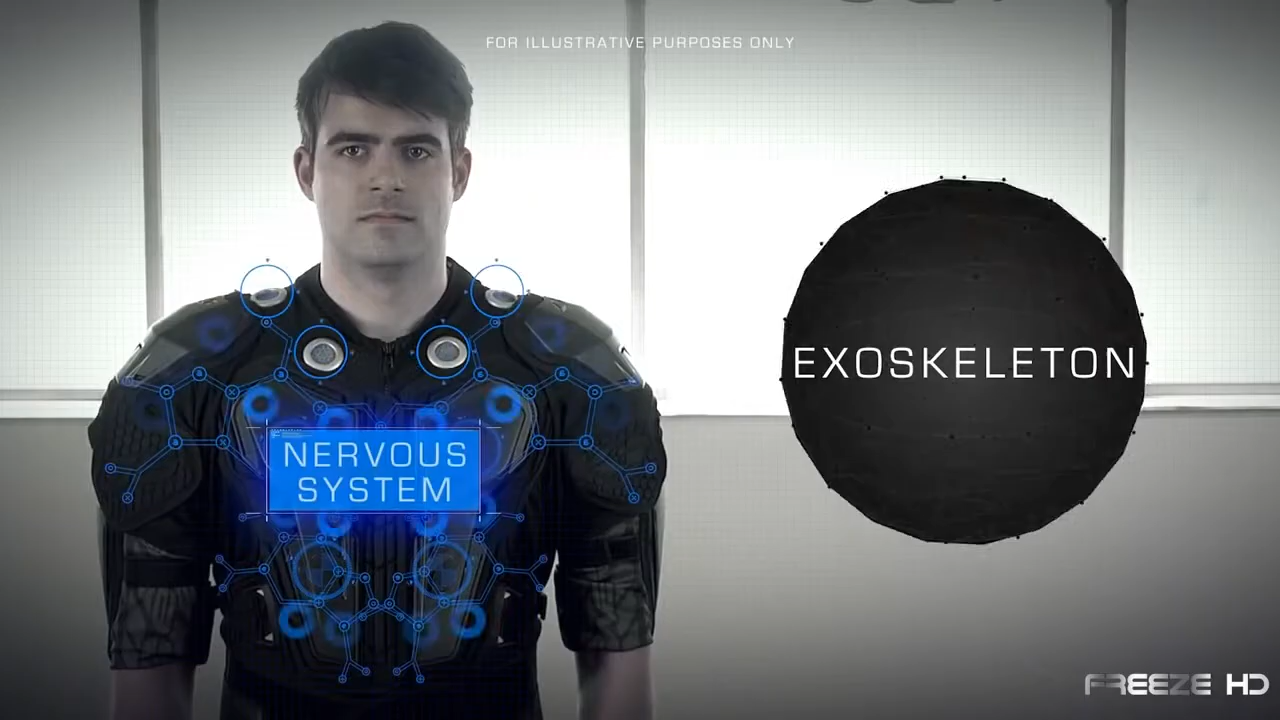 FOR ILLUSTRATIVE PURPOSES ONLY
EXOSKELETON
NERVOUS
SYSTEM
FREEZE HD